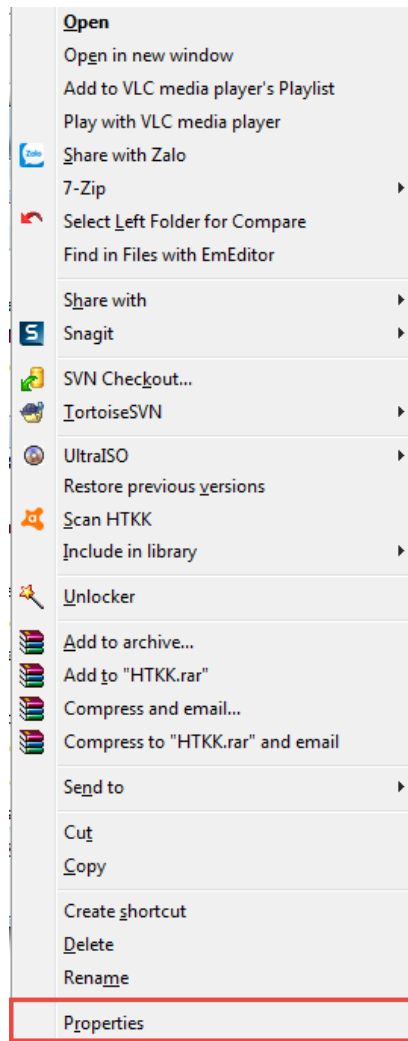 Open
Open in new window
Add to VLC media player's Playlist
Play with VLC media player
Zalo Share with Zalo
7-Zip
Select Left Folder for Compare
Find in Files with EmEditor
Share with
S Snagit
SVN Checkout...
TortoiseSVN
UltraISO
Restore previous versions
Scan HTKK
Include in library
Unlocker
Add to archive...
Add to "HTKK.rar"
Compress and email...
Compress to "HTKK.rar" and email
Send to
Cut
Copy
Create shortcut
Delete
Rename
Properties